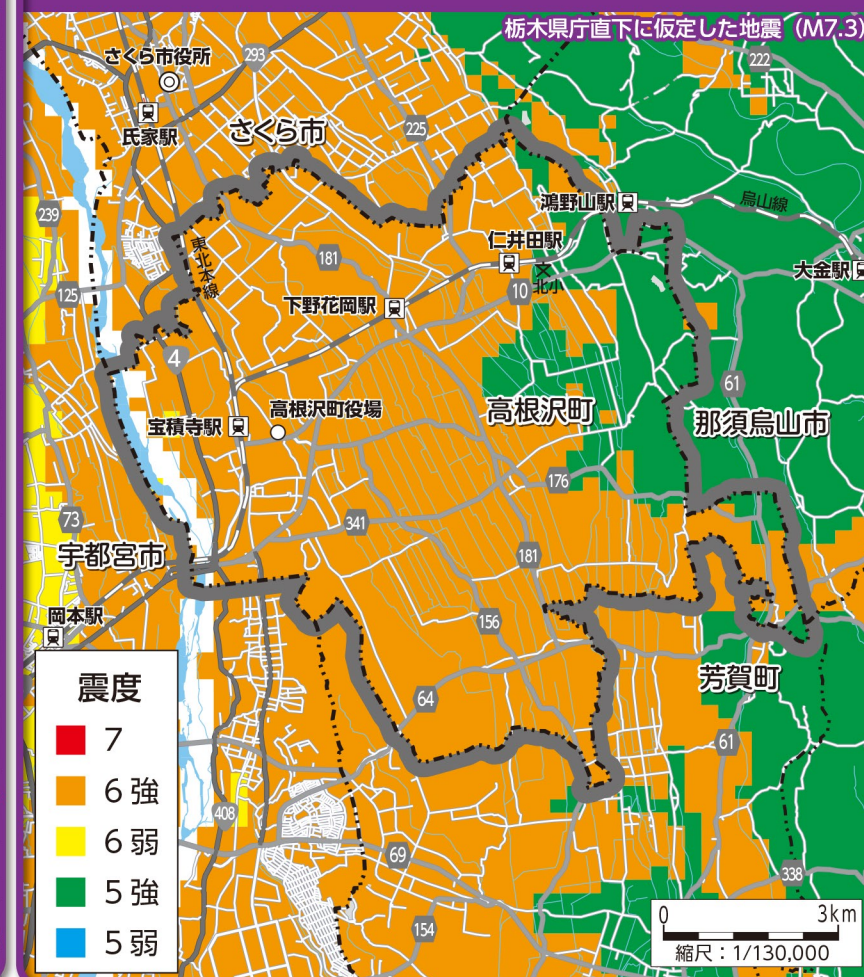 栃木県庁直下に仮定した地震（M7.3）
さくら市役所
293
222
氏家駅
さくら市
225
239
鴻野山駅
烏山線
仁井田駅
東北本線
181
大金駅
文
北小
10
125
下野花岡駅
4
61
高根沢町役場
高根沢町
宝積寺駅
那須烏山市
176
73
341
宇都宮市
181
岡本駅
156
芳賀町
64
61
震度
7
6強
6弱
5強
5弱
408
69
338
154
0 3km
縮尺：1/130,000